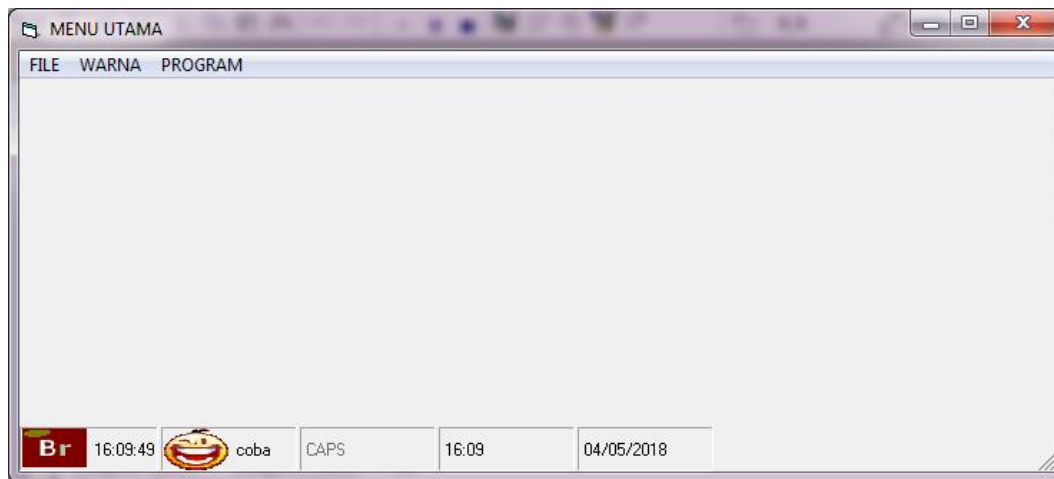 MENU UTAMA
FILE WARNA PROGRAM
Br 16:09:49 coba CAPS 16:09 04/05/2018